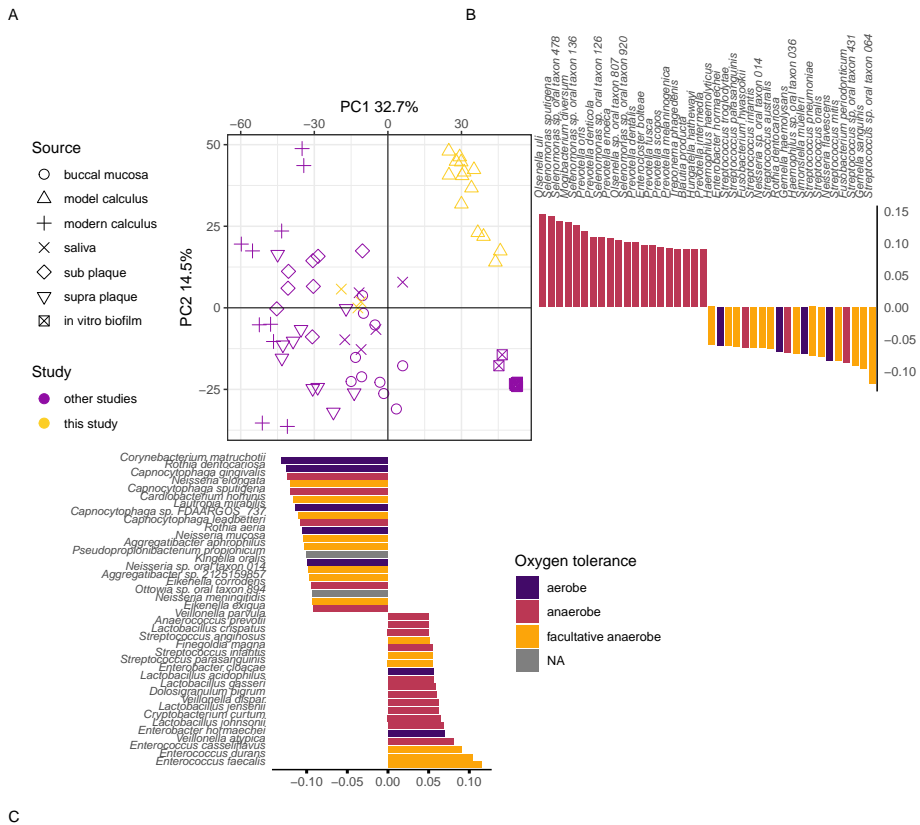 A
B
Olsenella uli
Selenomonas sputigena
Selenomonas sp. oral taxon 478
Mogibacterium diversum
Selenomonas sp. oral taxon 136
Prevotella oris
Prevotella denticola
Selenomonas sp. oral taxon 126
Prevotella enoeca
Olsenella sp. oral taxon 807
Selenomonas sp. oral taxon 920
Prevotella dentalis
Enterocloster bolteae
Prevotella fusca
Prevotella scopos
Prevotella melaninogenica
Treponema phagedenis
Blautia producta
Hungatella hathewayi
Prevotella intermedia
Haemophilus haemolyticus
Enterobacter hormaechei
Streptococcus troglodytae
Streptococcus parasanguinis
Fusobacterium hwasookii
Streptococcus infantis
Neisseria sp. oral taxon 014
Streptococcus australis
Rothia dentocariosa
Gemella haemolysans
Haemophilus sp. oral taxon 036
Simonsiella muelleri
Streptococcus pneumoniae
Streptococcus oralis
Neisseria flavescens
Streptococcus mitis
Fusobacterium periodonticum
Streptococcus sp. oral taxon 431
Gemella sanguinis
Streptococcus sp. oral taxon 064
PC1 32.7%
−60 −30 0 30
50
25
0
−25
PC2 14.5%
0.15
0.10
0.05
0.00
−0.05
−0.10
Source
buccal mucosa
model calculus
modern calculus
saliva
sub plaque
supra plaque
in vitro biofilm
Study
other studies
this study
Corynebacterium matruchotii
Rothia dentocariosa
Capnocytophaga gingivalis
Neisseria elongata
Capnocytophaga sputigena
Cardiobacterium hominis
Lautropia mirabilis
Capnocytophaga sp. FDAARGOS_737
Capnocytophaga leadbetteri
Rothia aeria
Neisseria mucosa
Aggregatibacter aphrophilus
Pseudopropionibacterium propionicum
Kingella oralis
Neisseria sp. oral taxon 014
Aggregatibacter sp. 2125159857
Eikenella corrodens
Ottowia sp. oral taxon 894
Neisseria meningitidis
Eikenella exigua
Veillonella parvula
Anaerococcus prevotii
Lactobacillus crispatus
Streptococcus anginosus
Finegoldia magna
Streptococcus infantis
Streptococcus parasanguinis
Enterobacter cloacae
Lactobacillus acidophilus
Lactobacillus gasseri
Dolosigranulum pigrum
Veillonella dispar
Lactobacillus jensenii
Cryptobacterium curtum
Lactobacillus johnsonii
Enterobacter hormaechei
Veillonella atypica
Enterococcus casseliflavus
Enterococcus durans
Enterococcus faecalis
−0.10 −0.05 0.00 0.05 0.10
Oxygen tolerance
aerobe
anaerobe
facultative anaerobe
NA
C